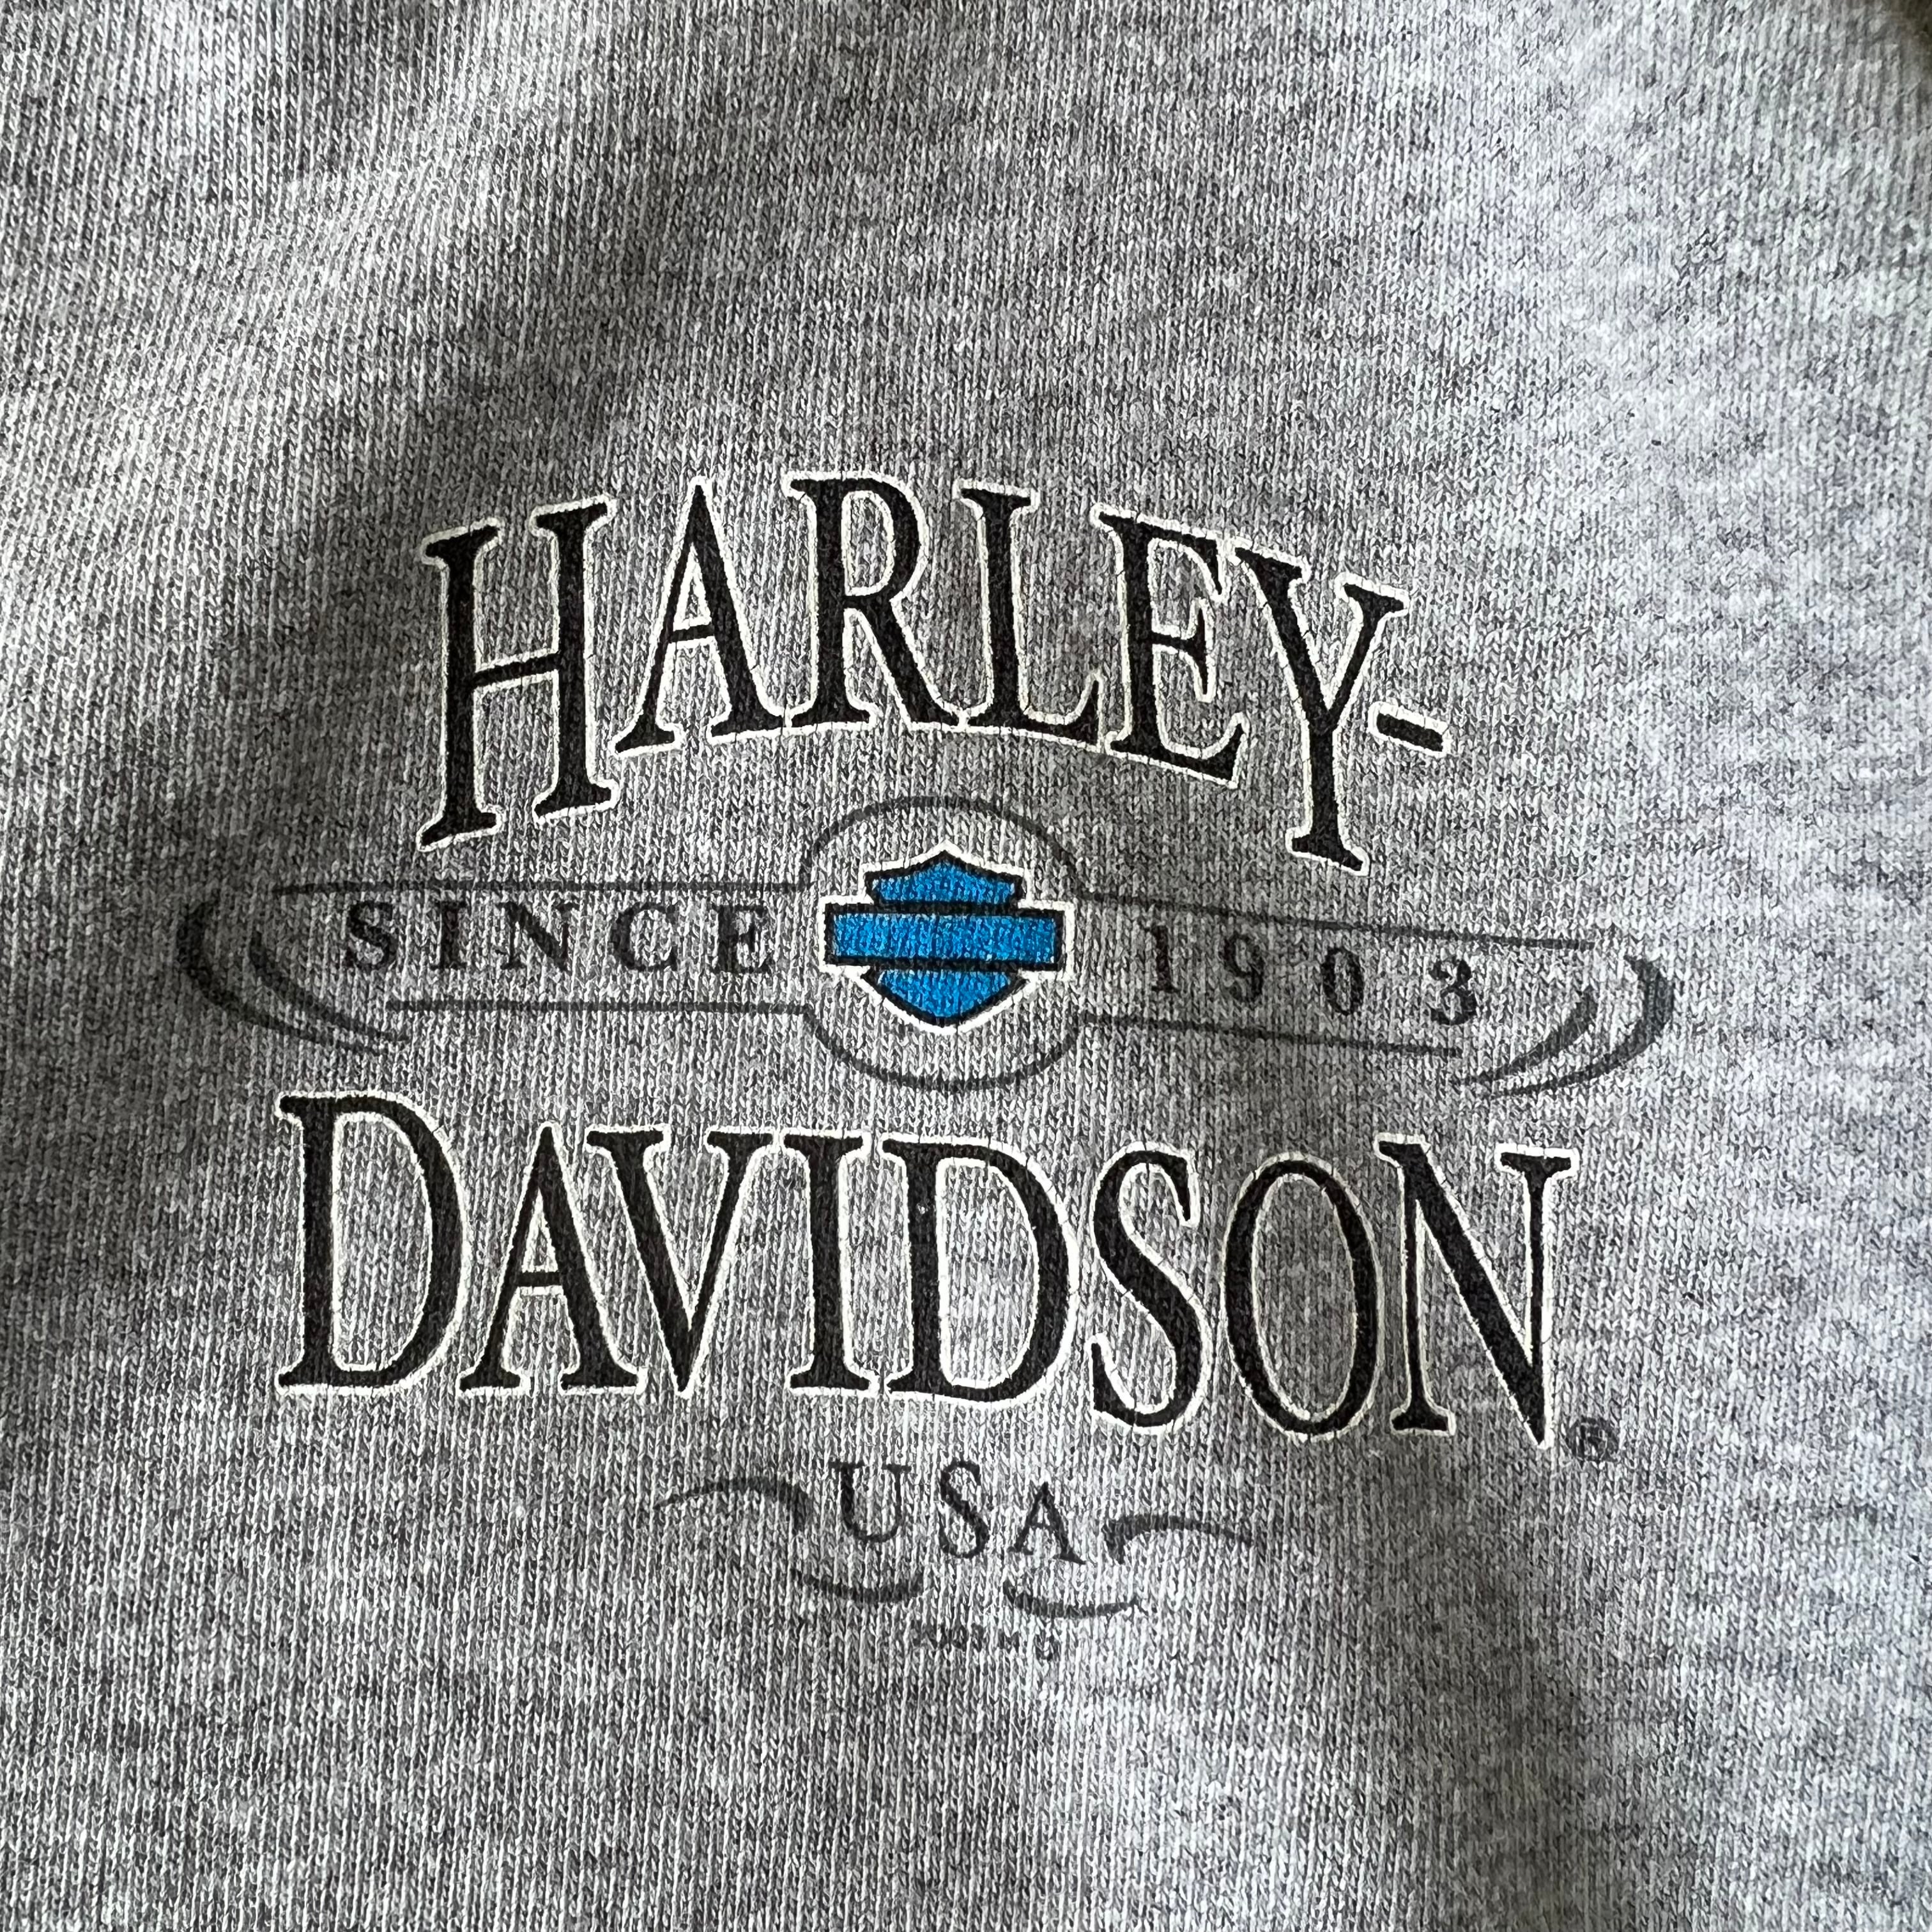 HARLEY-
SINCE 1903
DAVIDSON®
USA